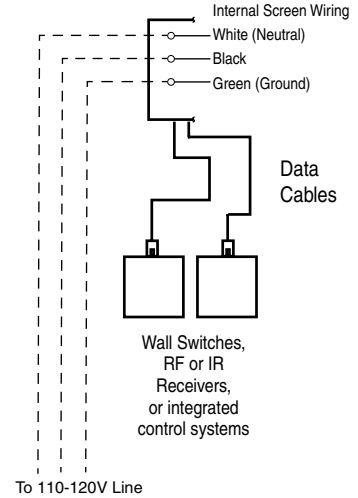 Internal Screen Wiring
White (Neutral)
Black
Green (Ground)
Data
Cables
Wall Switches,
RF or IR
Receivers,
or integrated
control systems
To 110-120V Line